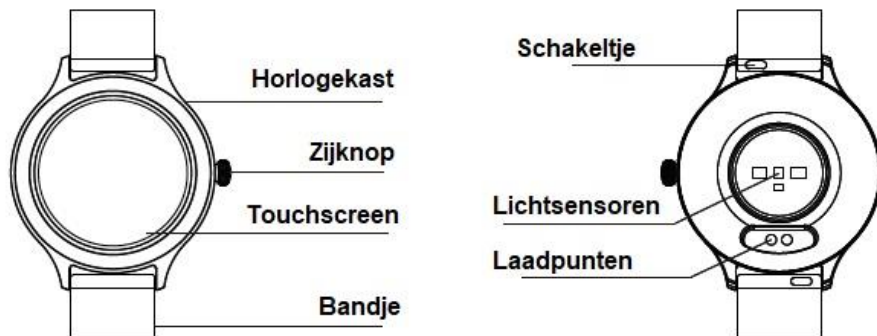 Horlogekast
Zijknop
Touchscreen
Bandje
Schakeltje
Lichtsensoren
Laadpunten